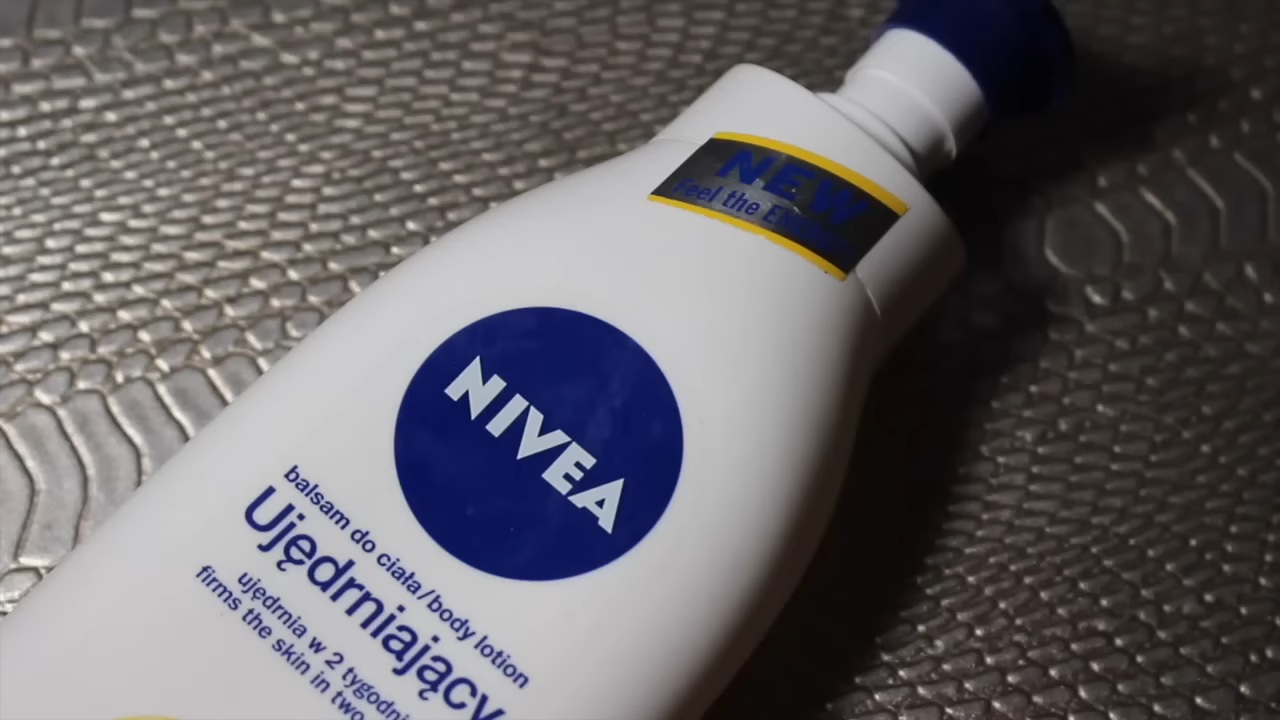 NEW
Feel the
NIVEA
balsam do ciała/body lotion
Ujędrniający
ujędrnia w 2 tygodni
firms the skin in two